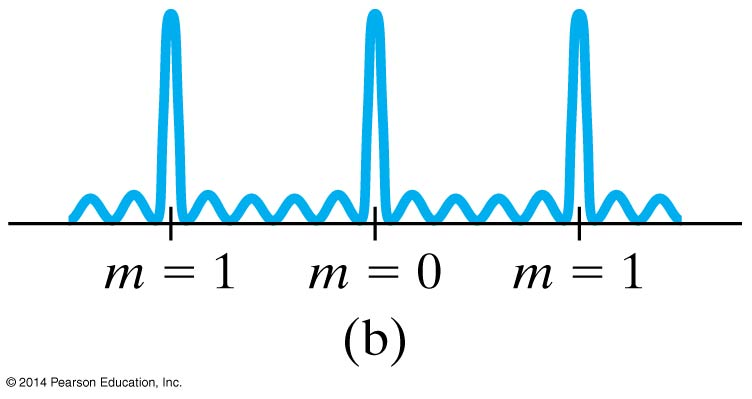 m = 1 m = 0 m = 1
(b)
© 2014 Pearson Education, Inc.